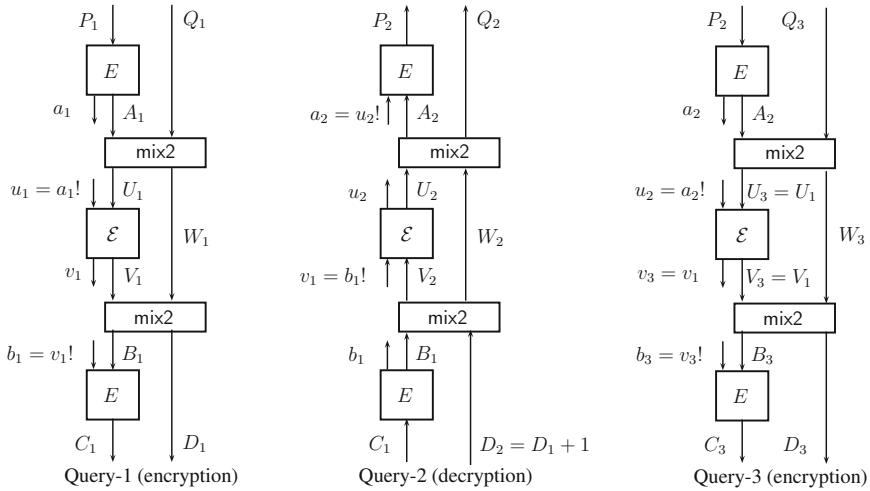 P₁ Q₁ P₂ Q₂ P₂ Q₃
E E E
a₁ A₁ a₂ = u₂! A₂ a₂ A₂
mix2 mix2 mix2
u₁ = a₁! U₁ u₂ U₂ u₂ = a₂! U₃ = U₁
ℰ W₁ ℰ W₂ ℰ W₃
v₁ V₁ v₁ = b₁! V₂ v₃ = v₁ V₃ = V₁
mix2 mix2 mix2
b₁ = v₁! B₁ b₁ B₁ b₃ = v₃! B₃
E E E
C₁ D₁ C₁ D₂ = D₁ + 1 C₃ D₃
Query-1 (encryption) Query-2 (decryption) Query-3 (encryption)